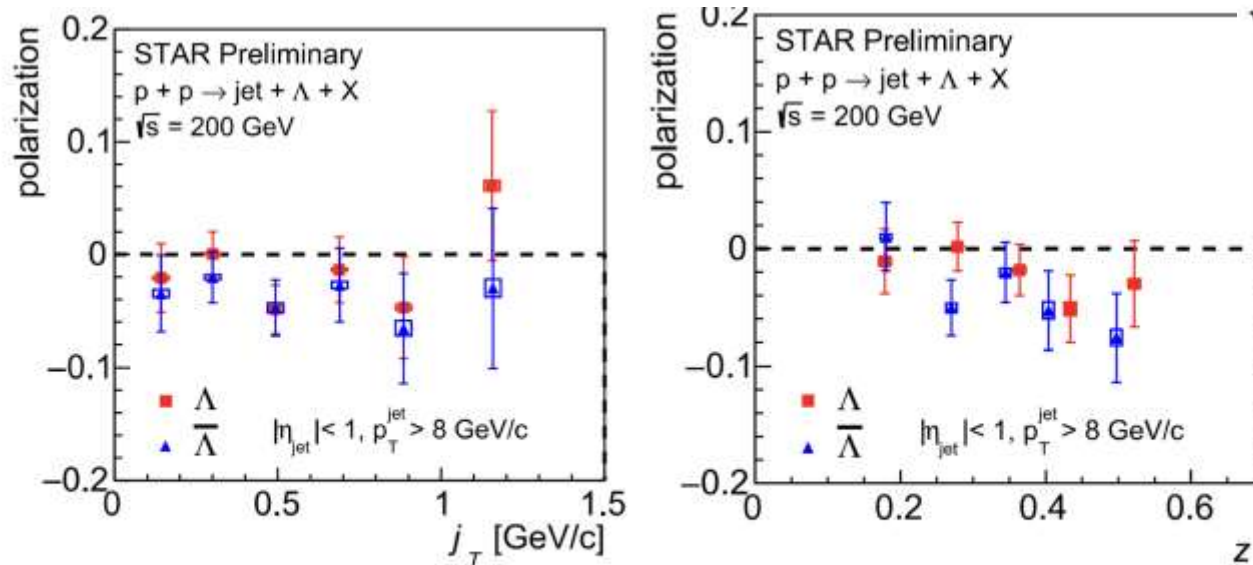 0.2
STAR Preliminary
p + p → jet + Λ + X
√s = 200 GeV
polarization
0.1
0
−0.1
Λ
Λ̅
|η_jet| < 1, p_T^jet > 8 GeV/c
−0.2
0 0.5 1 1.5
j_T [GeV/c]
0.2
STAR Preliminary
p + p → jet + Λ + X
√s = 200 GeV
polarization
0.1
0
−0.1
Λ
Λ̅
|η_jet| < 1, p_T^jet > 8 GeV/c
−0.2
0 0.2 0.4 0.6
z